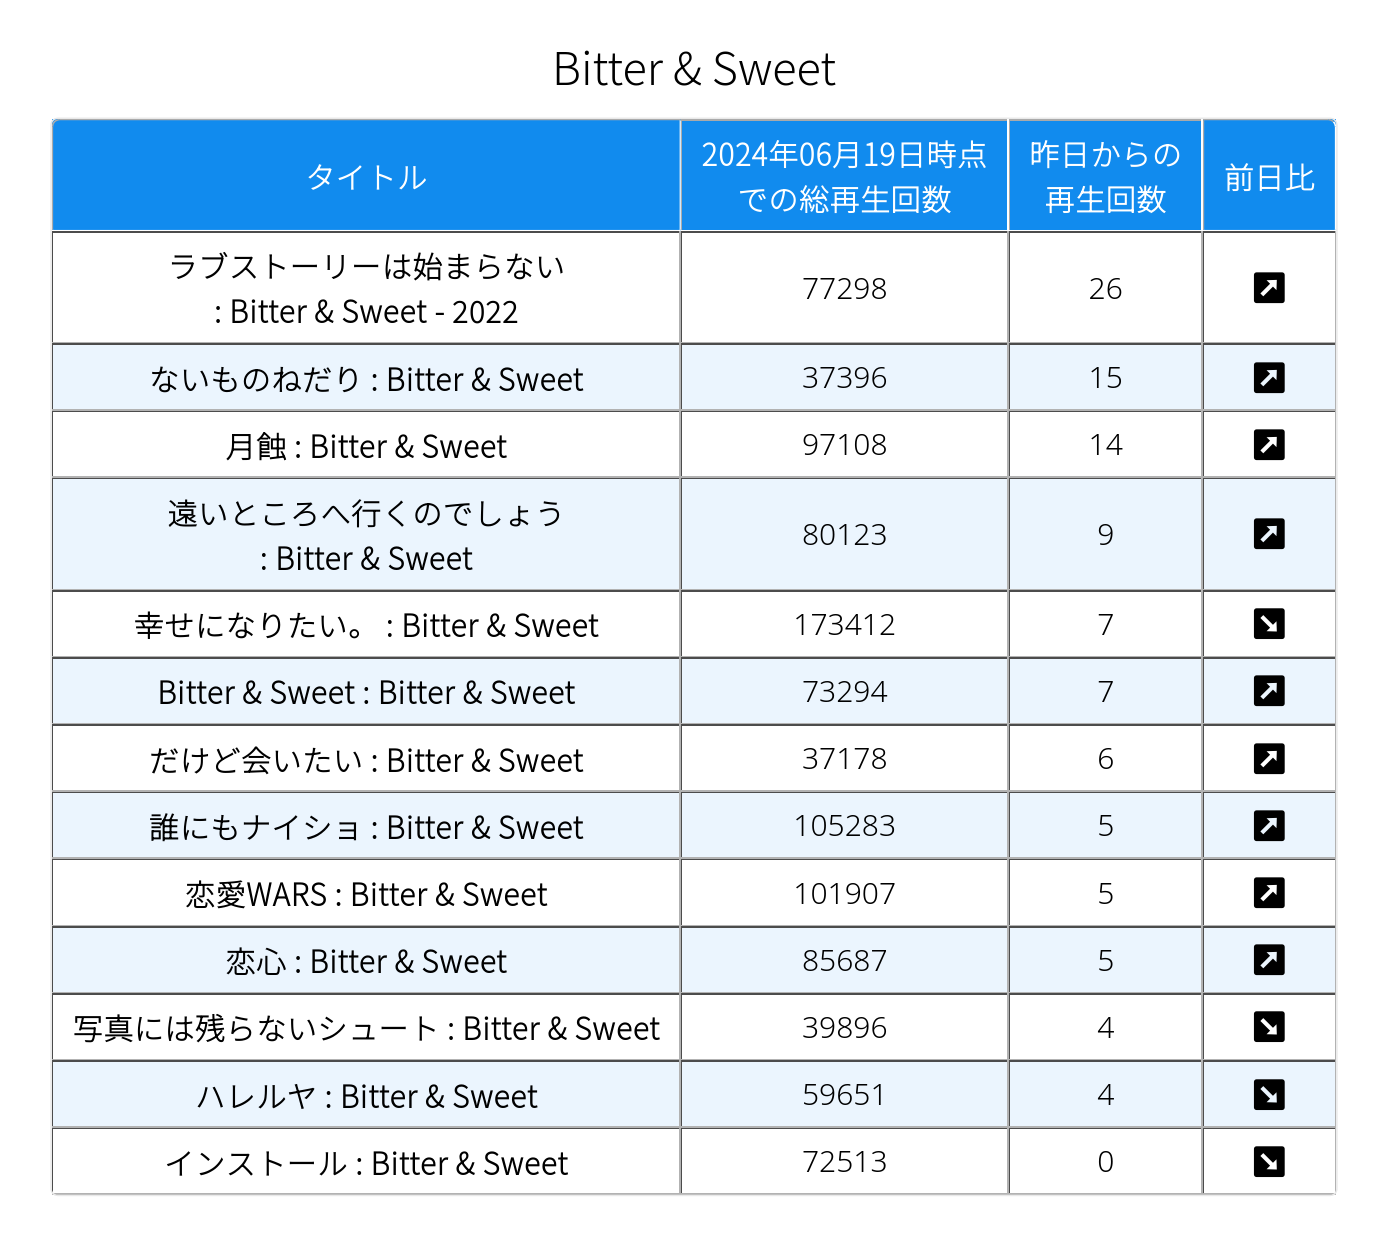 Bitter & Sweet
タイトル
2024年06月19日時点
での総再生回数
昨日からの
再生回数
前日比
ラブストーリーは始まらない
: Bitter & Sweet - 2022
77298
26
ないものねだり : Bitter & Sweet
37396
15
月蝕 : Bitter & Sweet
97108
14
遠いところへ行くのでしょう
: Bitter & Sweet
80123
9
幸せになりたい。 : Bitter & Sweet
173412
7
Bitter & Sweet : Bitter & Sweet
73294
7
だけど会いたい : Bitter & Sweet
37178
6
誰にもナイショ : Bitter & Sweet
105283
5
恋愛WARS : Bitter & Sweet
101907
5
恋心 : Bitter & Sweet
85687
5
写真には残らないシュート : Bitter & Sweet
39896
4
ハレルヤ : Bitter & Sweet
59651
4
インストール : Bitter & Sweet
72513
0